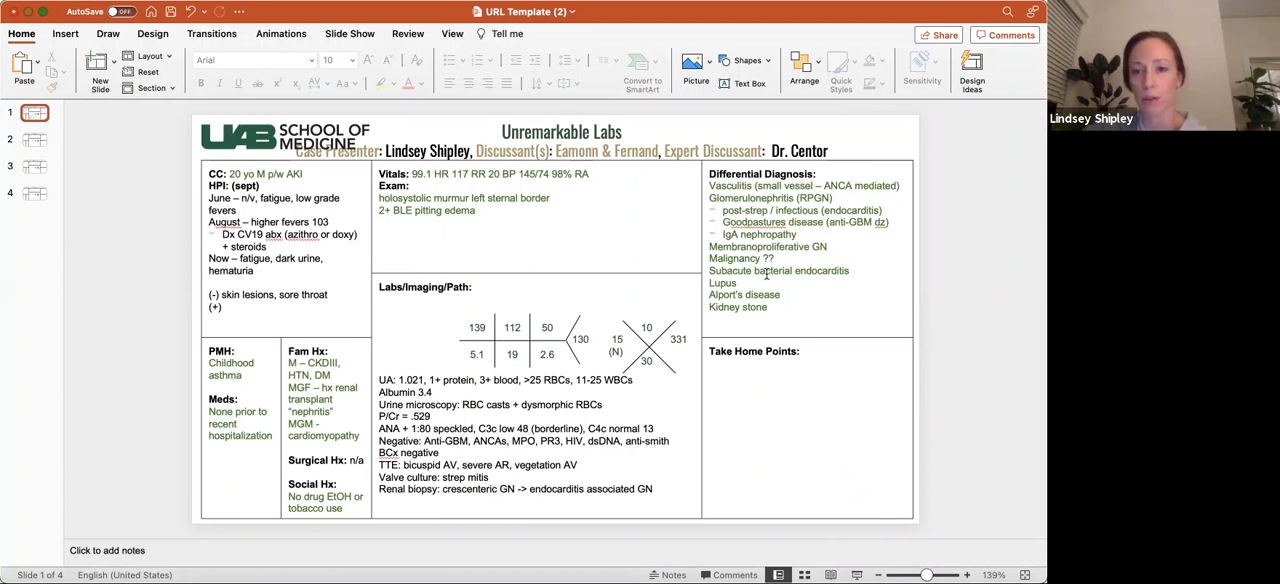 AutoSave OFF URL Template (2)
Home Insert Draw Design Transitions Animations Slide Show Review View Tell me Share Comments
Paste New Slide Layout Reset Section Arial 10 Convert to SmartArt Picture Shapes Text Box Arrange Quick Styles Sensitivity Design Ideas
Lindsey Shipley
1
2
3
4
UAB SCHOOL OF
MEDICINE
Unremarkable Labs
Case Presenter: Lindsey Shipley, Discussant(s): Eamonn & Fernand, Expert Discussant: Dr. Centor
CC: 20 yo M p/w AKI
HPI: (sept)
June – n/v, fatigue, low grade
fevers
August – higher fevers 103
- Dx CV19 abx (azithro or doxy)
+ steroids
Now – fatigue, dark urine,
hematuria
(-) skin lesions, sore throat
(+)
PMH:
Childhood
asthma
Meds:
None prior to
recent
hospitalization
Fam Hx:
M – CKDIII,
HTN, DM
MGF – hx renal
transplant
“nephritis”
MGM -
cardiomyopathy
Surgical Hx: n/a
Social Hx:
No drug EtOH or
tobacco use
Vitals: 99.1 HR 117 RR 20 BP 145/74 98% RA
Exam:
holosystolic murmur left sternal border
2+ BLE pitting edema
Labs/Imaging/Path:
139 112 50 130
5.1 19 2.6
10
15 331
(N)
30
UA: 1.021, 1+ protein, 3+ blood, >25 RBCs, 11-25 WBCs
Albumin 3.4
Urine microscopy: RBC casts + dysmorphic RBCs
P/Cr = .529
ANA + 1:80 speckled, C3c low 48 (borderline), C4c normal 13
Negative: Anti-GBM, ANCAs, MPO, PR3, HIV, dsDNA, anti-smith
BCx negative
TTE: bicuspid AV, severe AR, vegetation AV
Valve culture: strep mitis
Renal biopsy: crescenteric GN -> endocarditis associated GN
Differential Diagnosis:
Vasculitis (small vessel – ANCA mediated)
Glomerulonephritis (RPGN)
- post-strep / infectious (endocarditis)
- Goodpastures disease (anti-GBM dz)
- IgA nephropathy
Membranoproliferative GN
Malignancy ??
Subacute bacterial endocarditis
Lupus
Alport's disease
Kidney stone
Take Home Points:
Click to add notes
Slide 1 of 4 English (United States) Notes Comments 139%